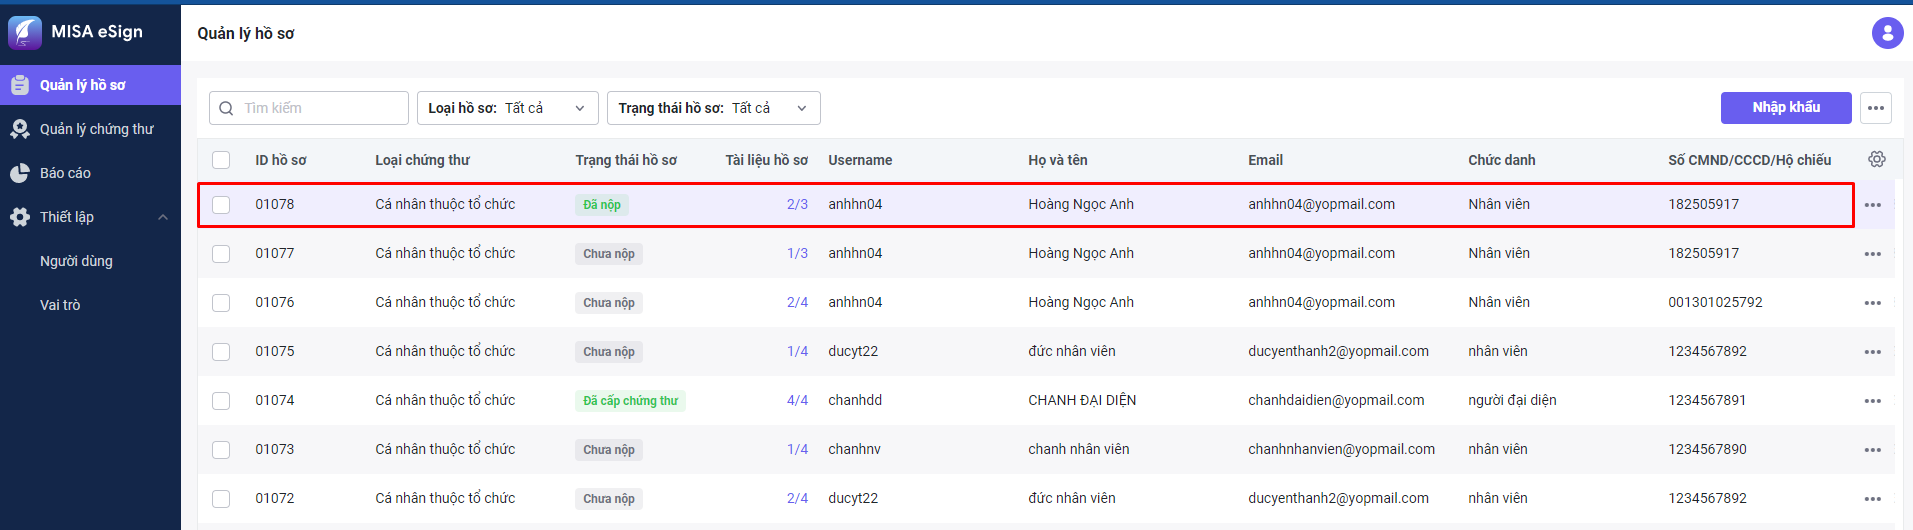 MISA eSign
Quản lý hồ sơ
Quản lý hồ sơ
Quản lý chứng thư
Báo cáo
Thiết lập
Người dùng
Vai trò
Tìm kiếm
Loại hồ sơ: Tất cả
Trạng thái hồ sơ: Tất cả
Nhập khẩu
ID hồ sơ Loại chứng thư Trạng thái hồ sơ Tài liệu hồ sơ Username Họ và tên Email Chức danh Số CMND/CCCD/Hộ chiếu
01078 Cá nhân thuộc tổ chức Đã nộp 2/3 anhhn04 Hoàng Ngọc Anh anhhn04@yopmail.com Nhân viên 182505917
01077 Cá nhân thuộc tổ chức Chưa nộp 1/3 anhhn04 Hoàng Ngọc Anh anhhn04@yopmail.com Nhân viên 182505917
01076 Cá nhân thuộc tổ chức Chưa nộp 2/4 anhhn04 Hoàng Ngọc Anh anhhn04@yopmail.com Nhân viên 001301025792
01075 Cá nhân thuộc tổ chức Chưa nộp 1/4 ducyt22 đức nhân viên ducyenthanh2@yopmail.com nhân viên 1234567892
01074 Cá nhân thuộc tổ chức Đã cấp chứng thư 4/4 chanhdd CHANH ĐẠI DIỆN chanhdaidien@yopmail.com người đại diện 1234567891
01073 Cá nhân thuộc tổ chức Chưa nộp 1/4 chanhnv chanh nhân viên chanhnhanvien@yopmail.com nhân viên 1234567890
01072 Cá nhân thuộc tổ chức Chưa nộp 2/4 ducyt22 đức nhân viên ducyenthanh2@yopmail.com nhân viên 1234567892